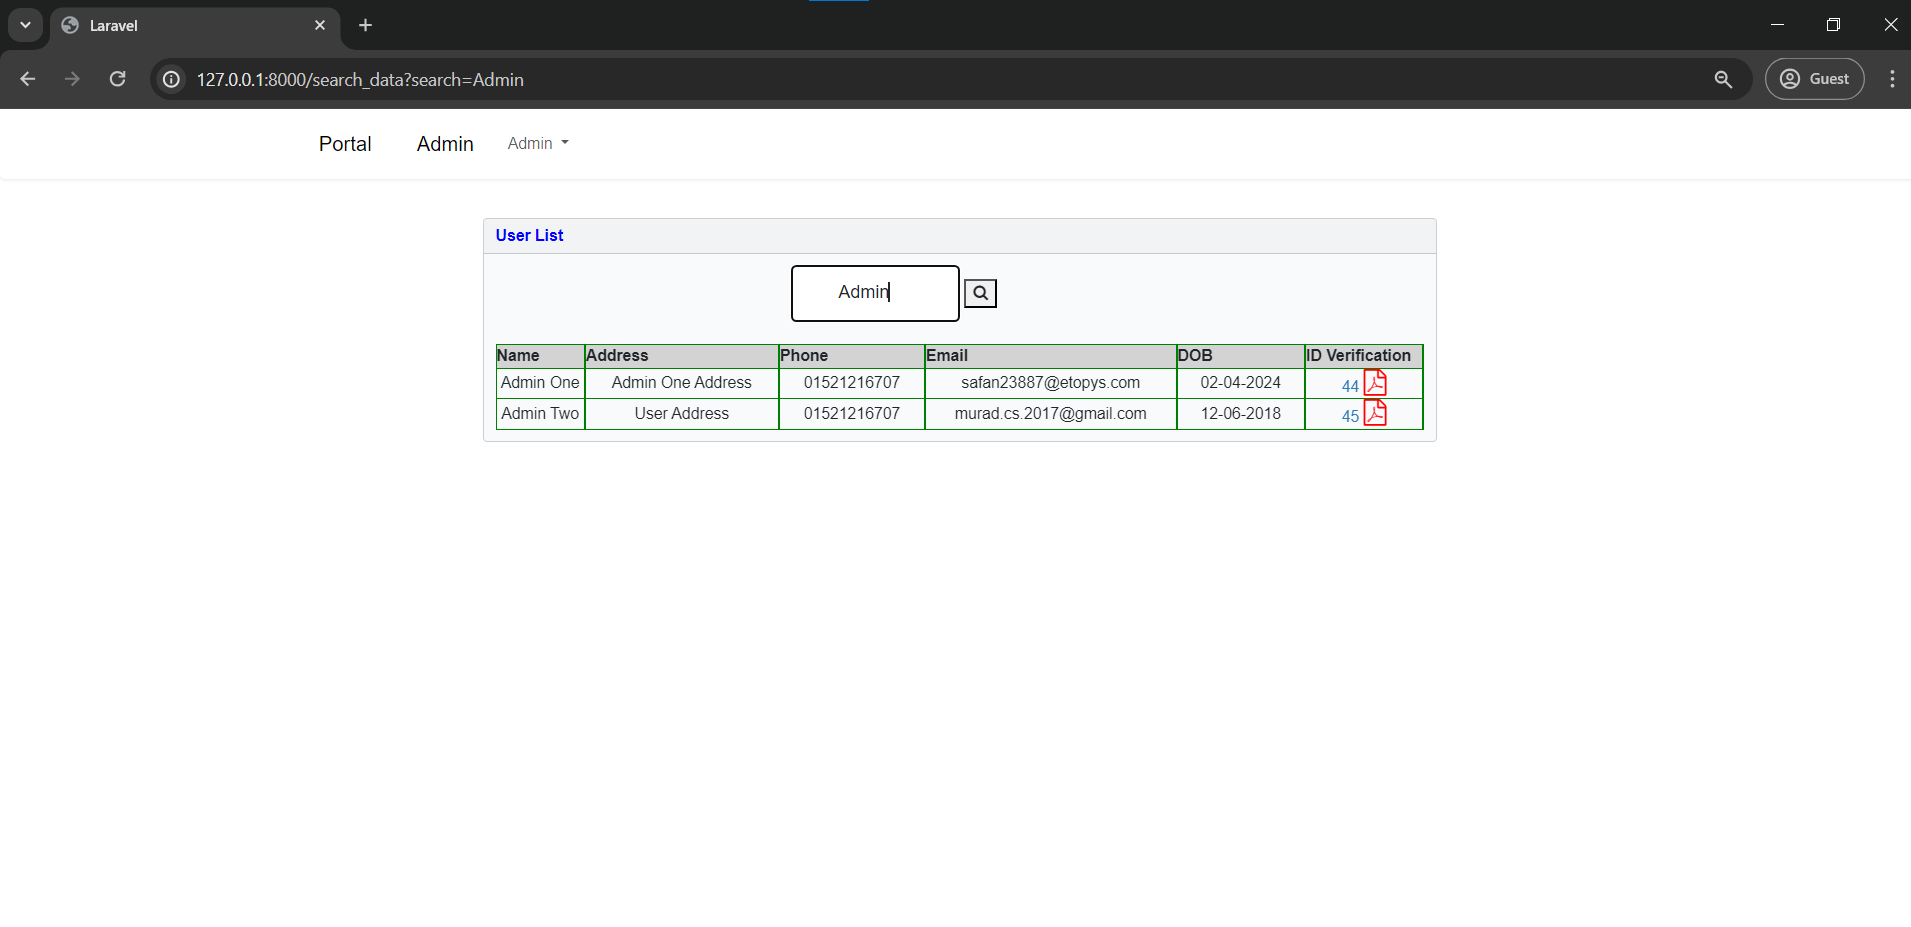 Laravel
127.0.0.1:8000/search_data?search=Admin
Guest
Portal Admin Admin
User List
Admin
Name Address Phone Email DOB ID Verification
Admin One Admin One Address 01521216707 safan23887@etopys.com 02-04-2024 44
Admin Two User Address 01521216707 murad.cs.2017@gmail.com 12-06-2018 45